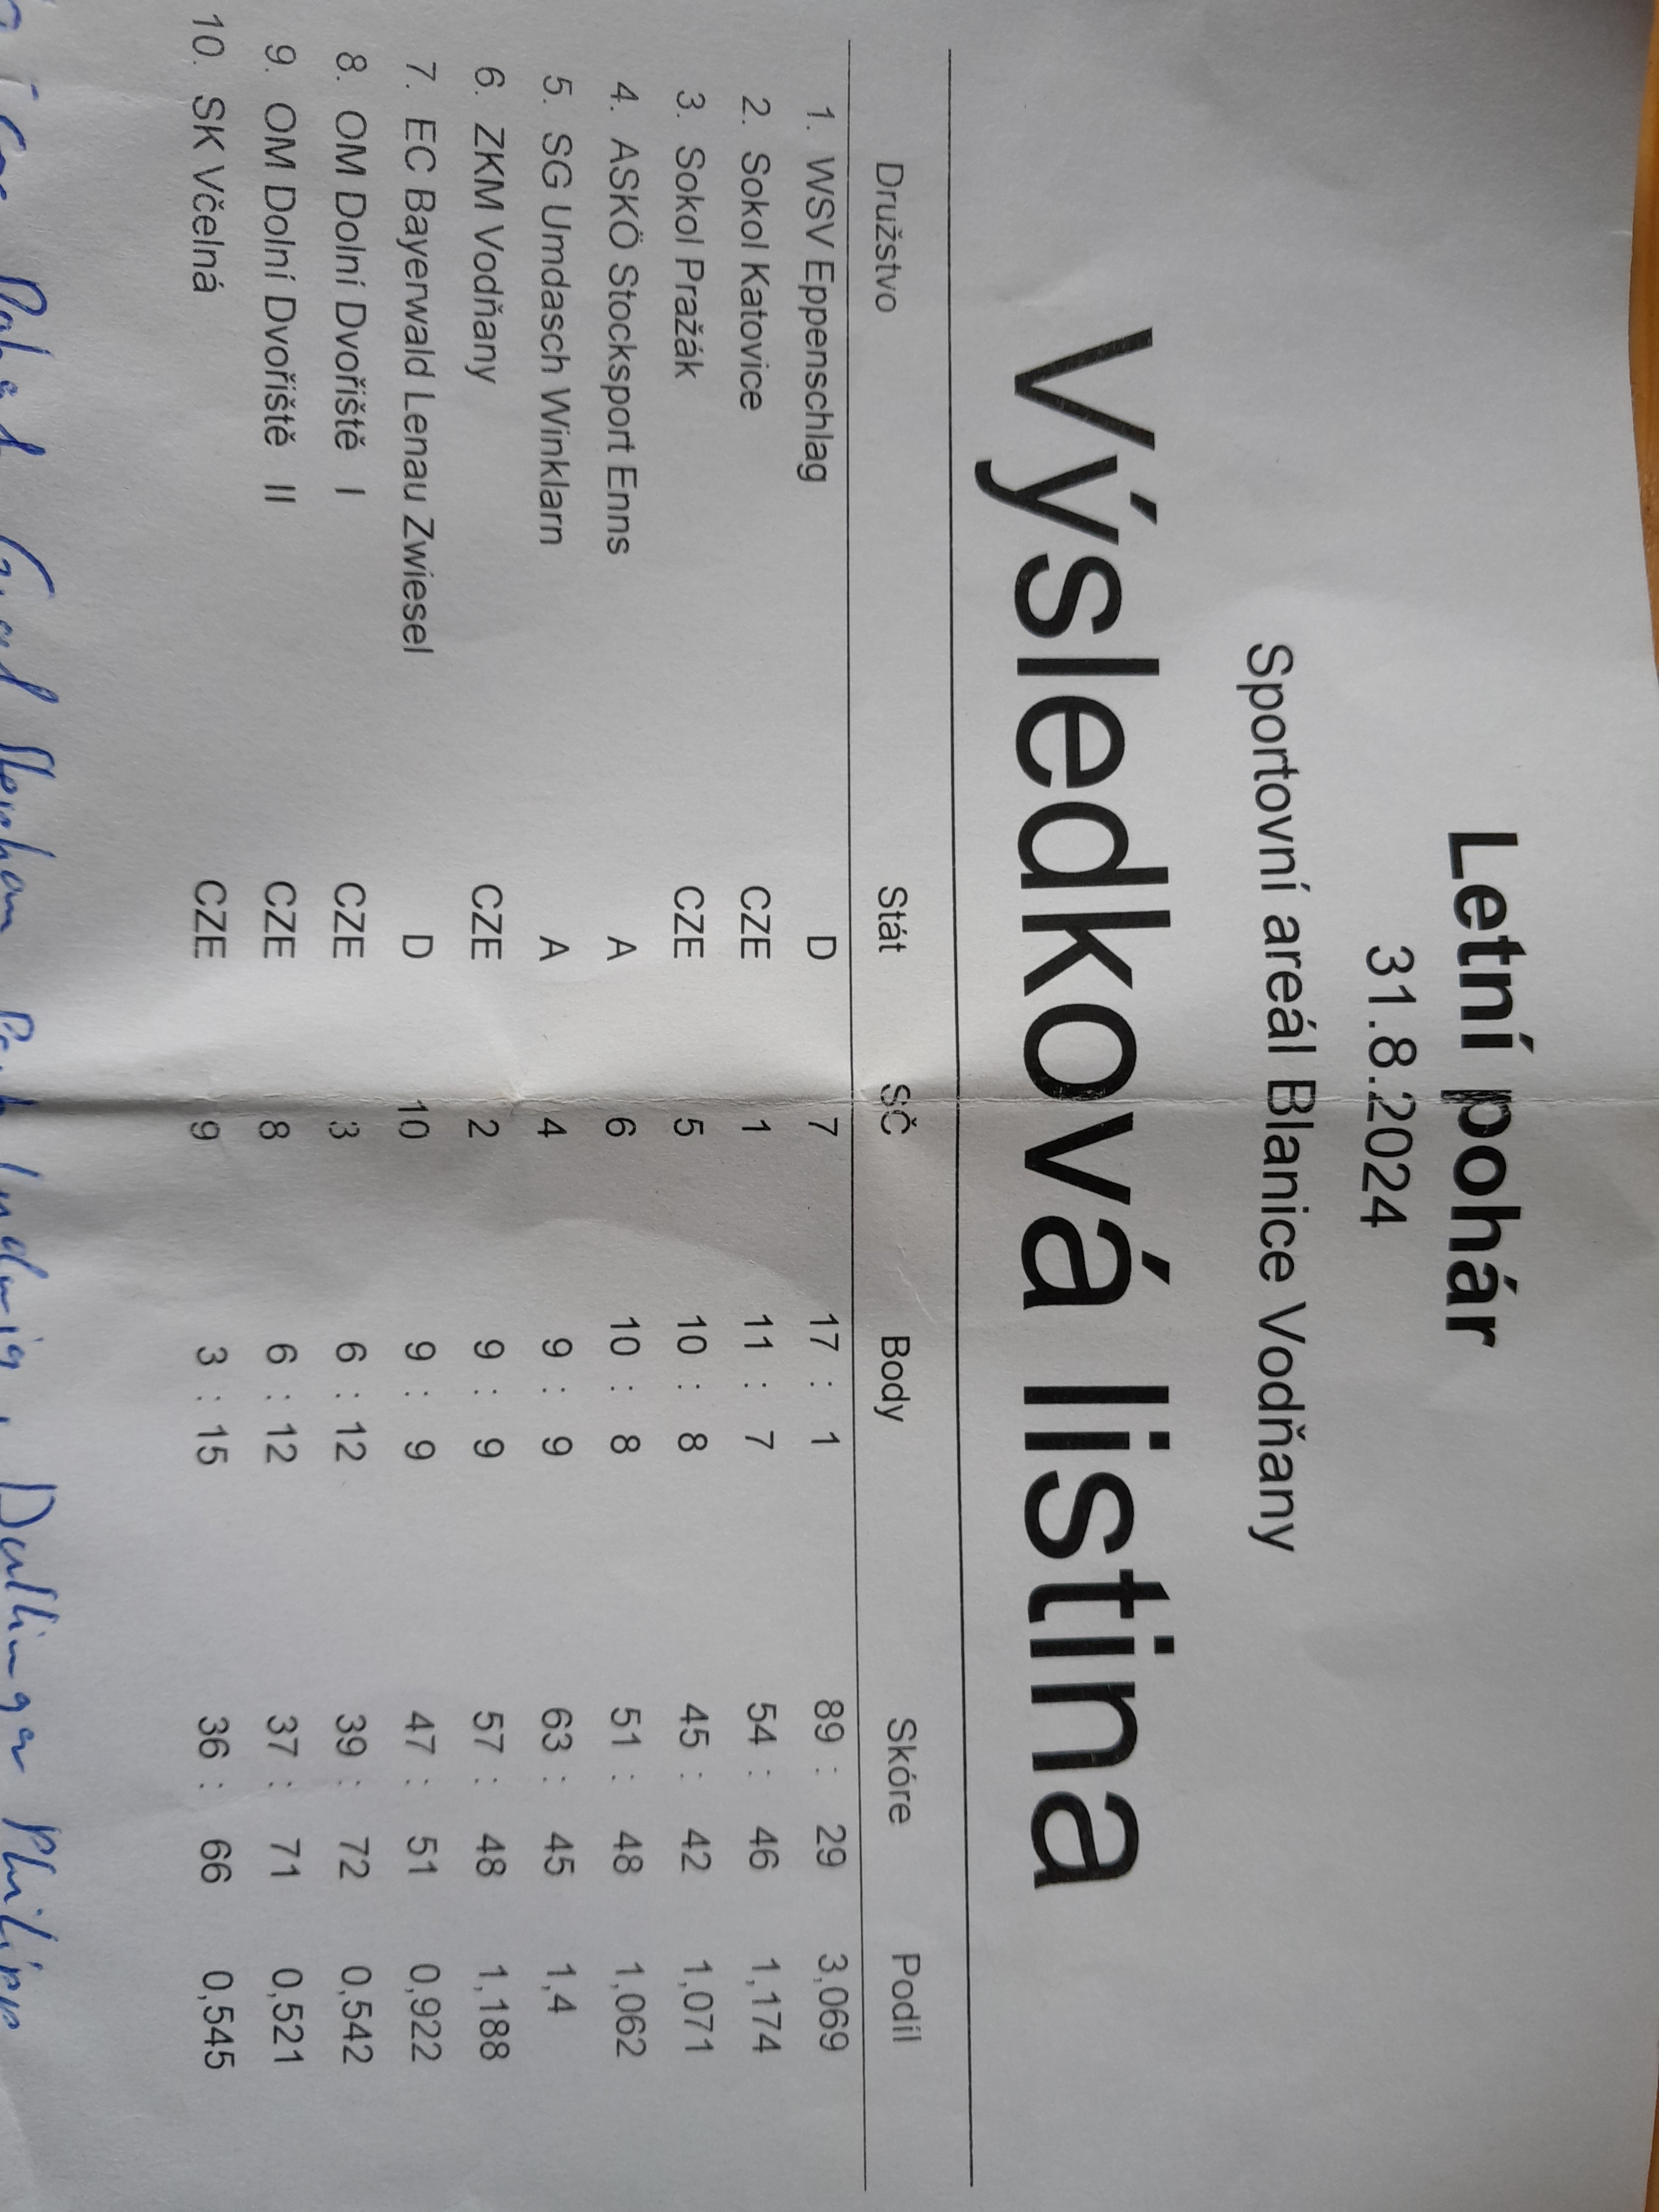 Letní pohár
31.8.2024
Sportovní areál Blanice Vodňany
Výsledková listina
Družstvo Stát SČ Body Skóre Podíl
1. WSV Eppenschlag D 7 17 : 1 89 : 29 3,069
2. Sokol Katovice CZE 1 11 : 7 54 : 46 1,174
3. Sokol Pražák CZE 5 10 : 8 45 : 42 1,071
4. ASKÖ Stocksport Enns A 6 10 : 8 51 : 48 1,062
5. SG Umdasch Winklarn A 4 9 : 9 63 : 45 1,4
6. ZKM Vodňany CZE 2 9 : 9 57 : 48 1,188
7. EC Bayerwald Lenau Zwiesel D 10 9 : 9 47 : 51 0,922
8. OM Dolní Dvořiště I CZE 3 6 : 12 39 : 72 0,542
9. OM Dolní Dvořiště II CZE 8 6 : 12 37 : 71 0,521
10. SK Včelná CZE 9 3 : 15 36 : 66 0,545
Philipp